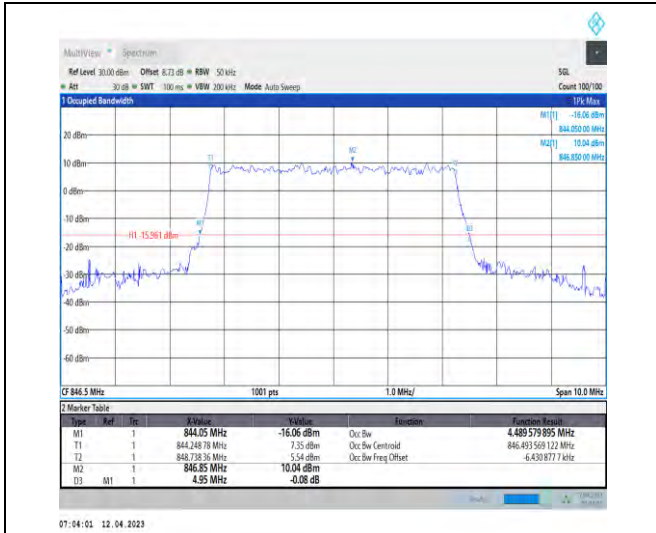 MultiView Spectrum
Ref Level 30.00 dBm Offset 8.73 dB RBW 50 kHz SGL
Att 30 dB SWT 100 ms VBW 200 kHz Mode Auto Sweep Count 100/100
1 Occupied Bandwidth 1Pk Max
M1[1] -16.06 dBm
844.050 00 MHz
20 dBm
M2[1] 10.04 dBm
846.850 00 MHz
M2
T1 T2
10 dBm
0 dBm
-10 dBm
M1 D3
H1 -15.961 dBm
-20 dBm
-30 dBm
-40 dBm
-50 dBm
-60 dBm
CF 846.5 MHz 1001 pts 1.0 MHz/ Span 10.0 MHz
2 Marker Table
Type Ref Trc X-Value Y-Value Function Function Result
M1 1 844.05 MHz -16.06 dBm Occ Bw 4.489 579 895 MHz
T1 1 844.248 78 MHz 7.35 dBm Occ Bw Centroid 846.493 569 122 MHz
T2 1 848.738 36 MHz 5.54 dBm Occ Bw Freq Offset -6.430 877 7 kHz
M2 1 846.85 MHz 10.04 dBm
D3 M1 1 4.95 MHz -0.08 dB
07:04:01 12.04.2023